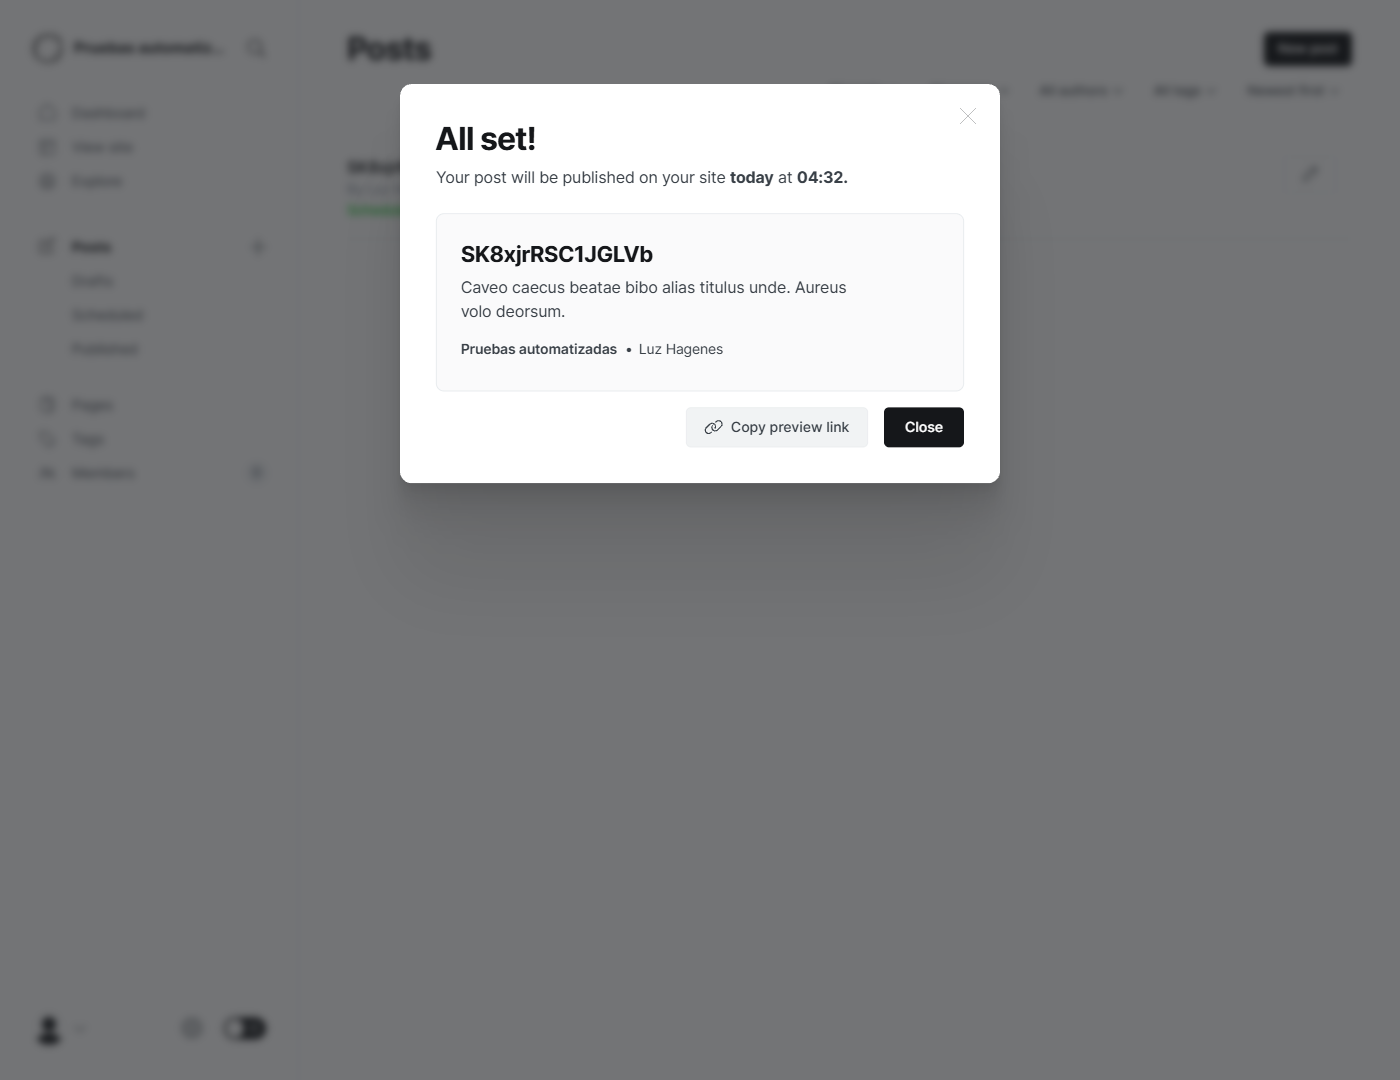 Pruebas automatiz...
Posts
New post
All authors
All tags
Newest first
Dashboard
View site
Explore
Posts
Drafts
Scheduled
Published
Pages
Tags
Members
All set!
Your post will be published on your site today at 04:32.
SK8xjrRSC1JGLVb
Caveo caecus beatae bibo alias titulus unde. Aureus
volo deorsum.
Pruebas automatizadas • Luz Hagenes
Copy preview link
Close